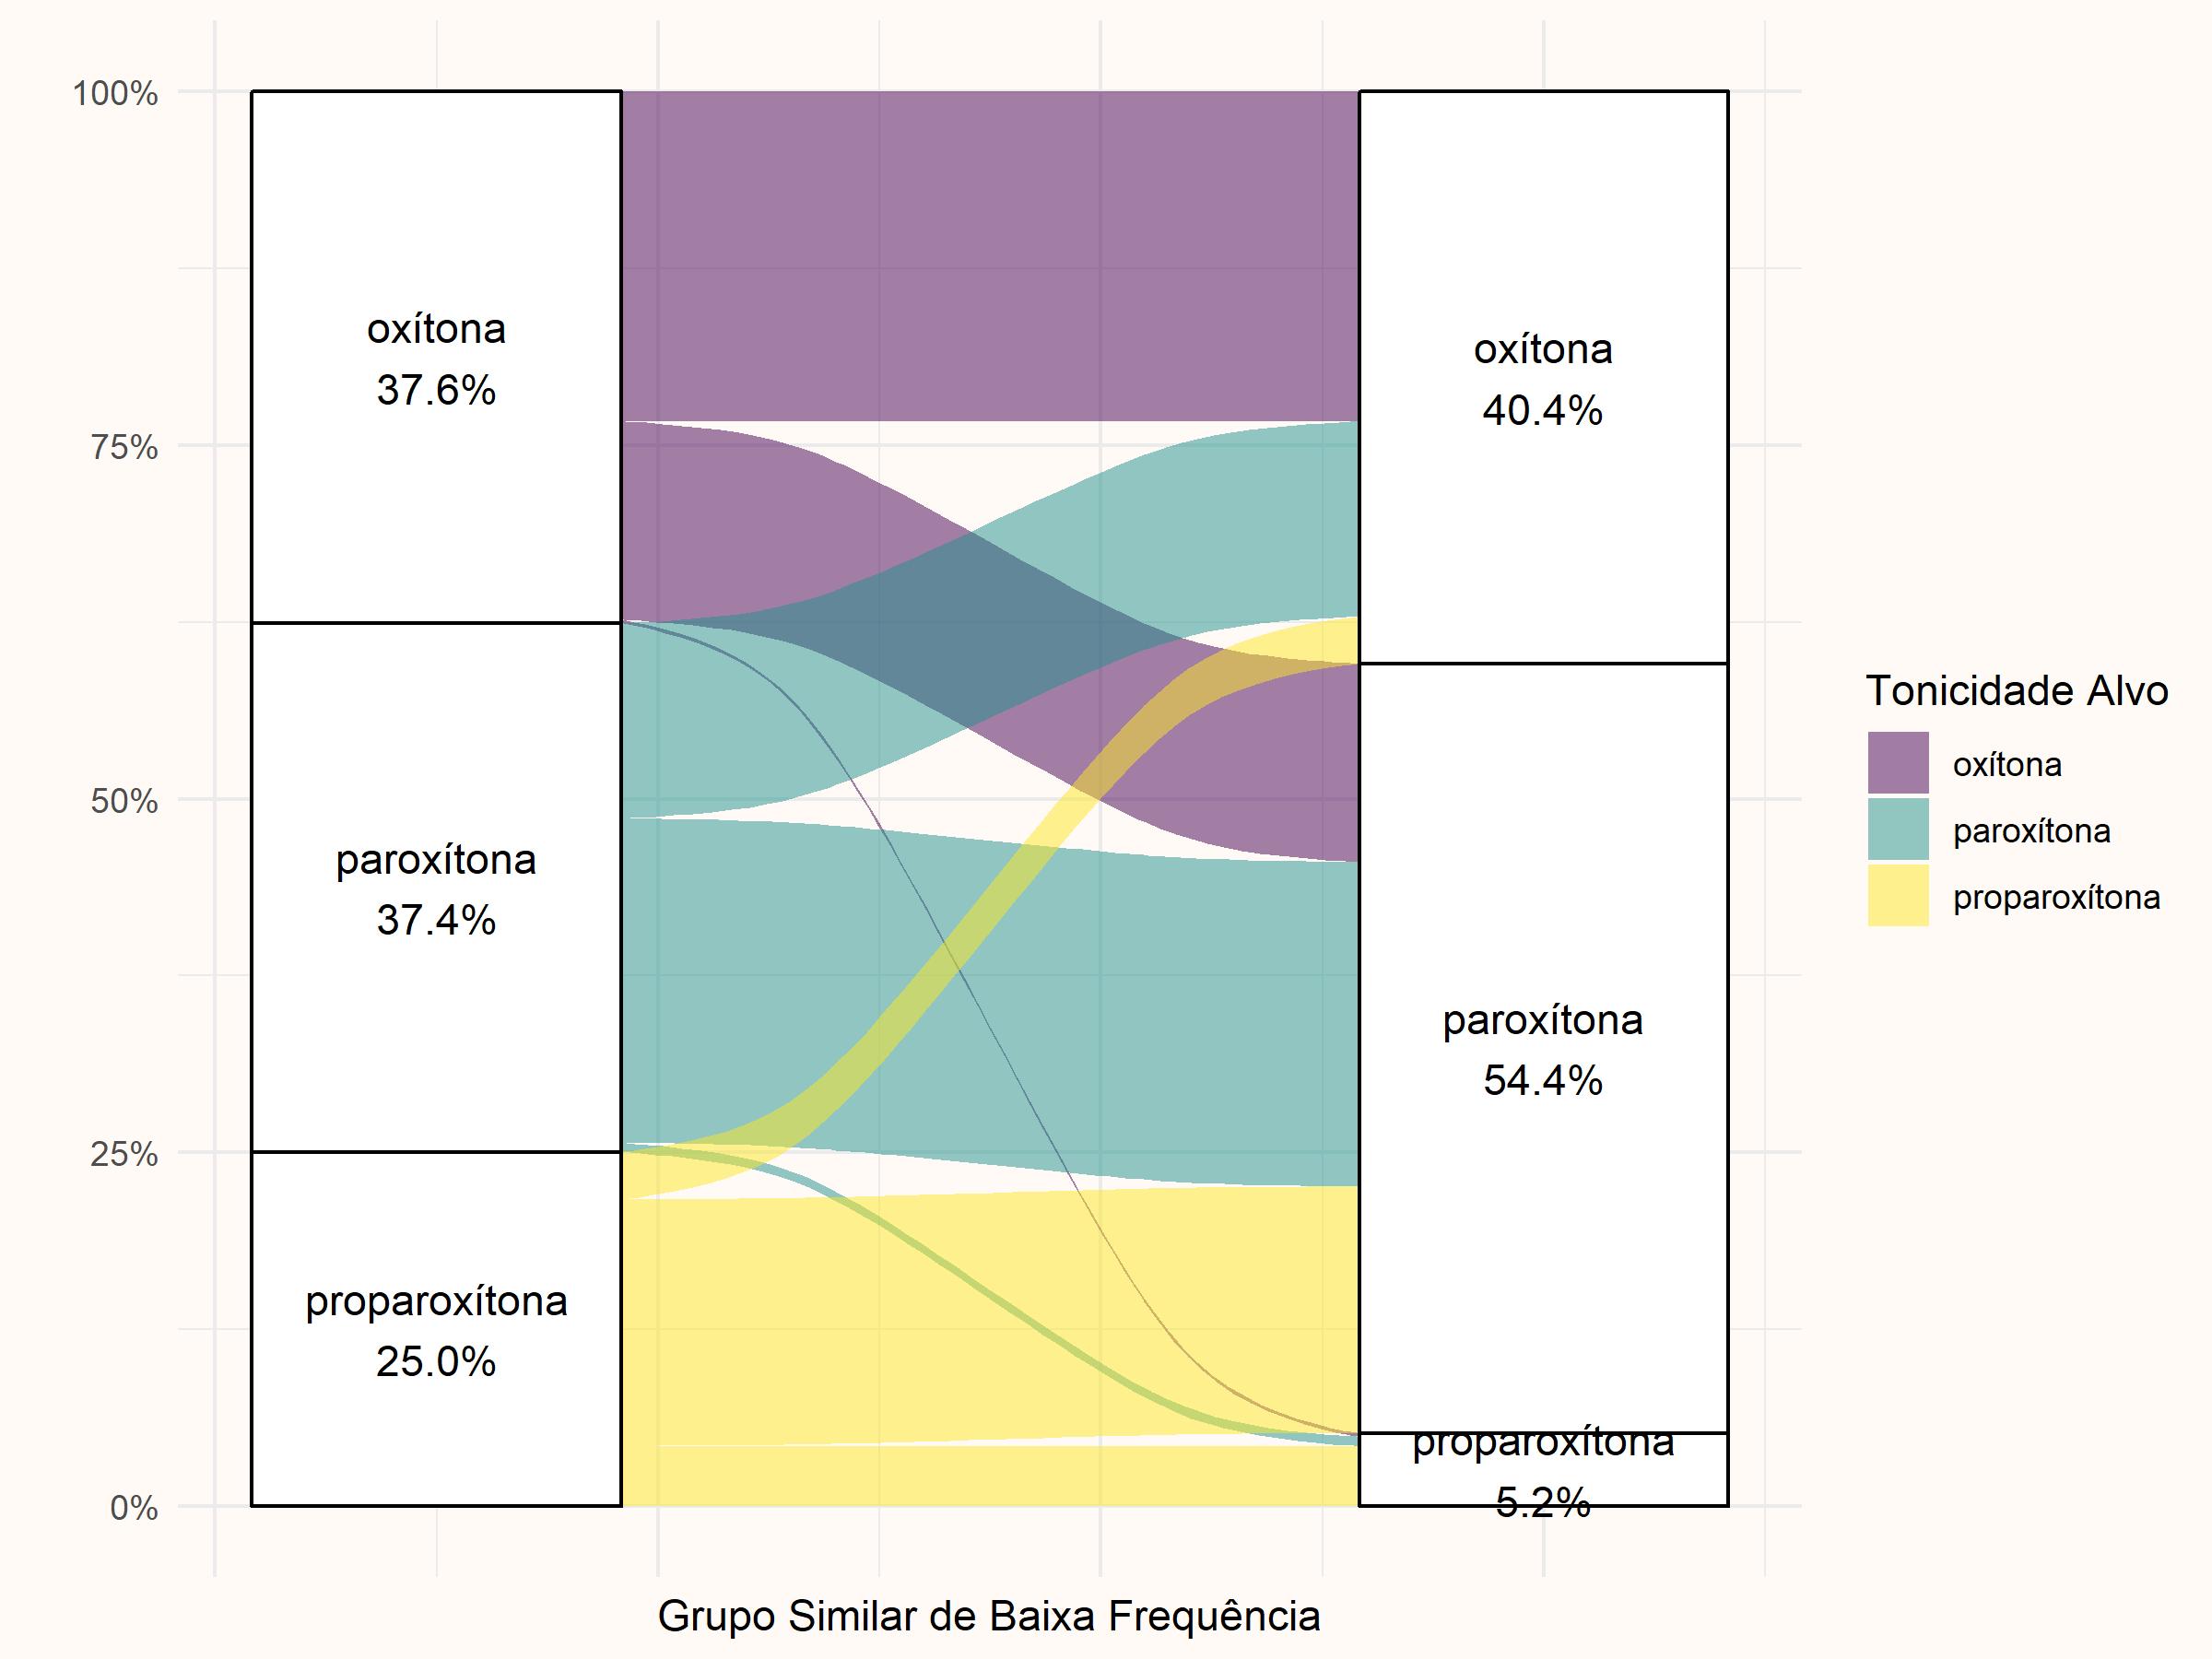 100%
75%
50%
25%
0%
oxítona
37.6%
paroxítona
37.4%
proparoxítona
25.0%
oxítona
40.4%
paroxítona
54.4%
proparoxítona
5.2%
Tonicidade Alvo
oxítona
paroxítona
proparoxítona
Grupo Similar de Baixa Frequência